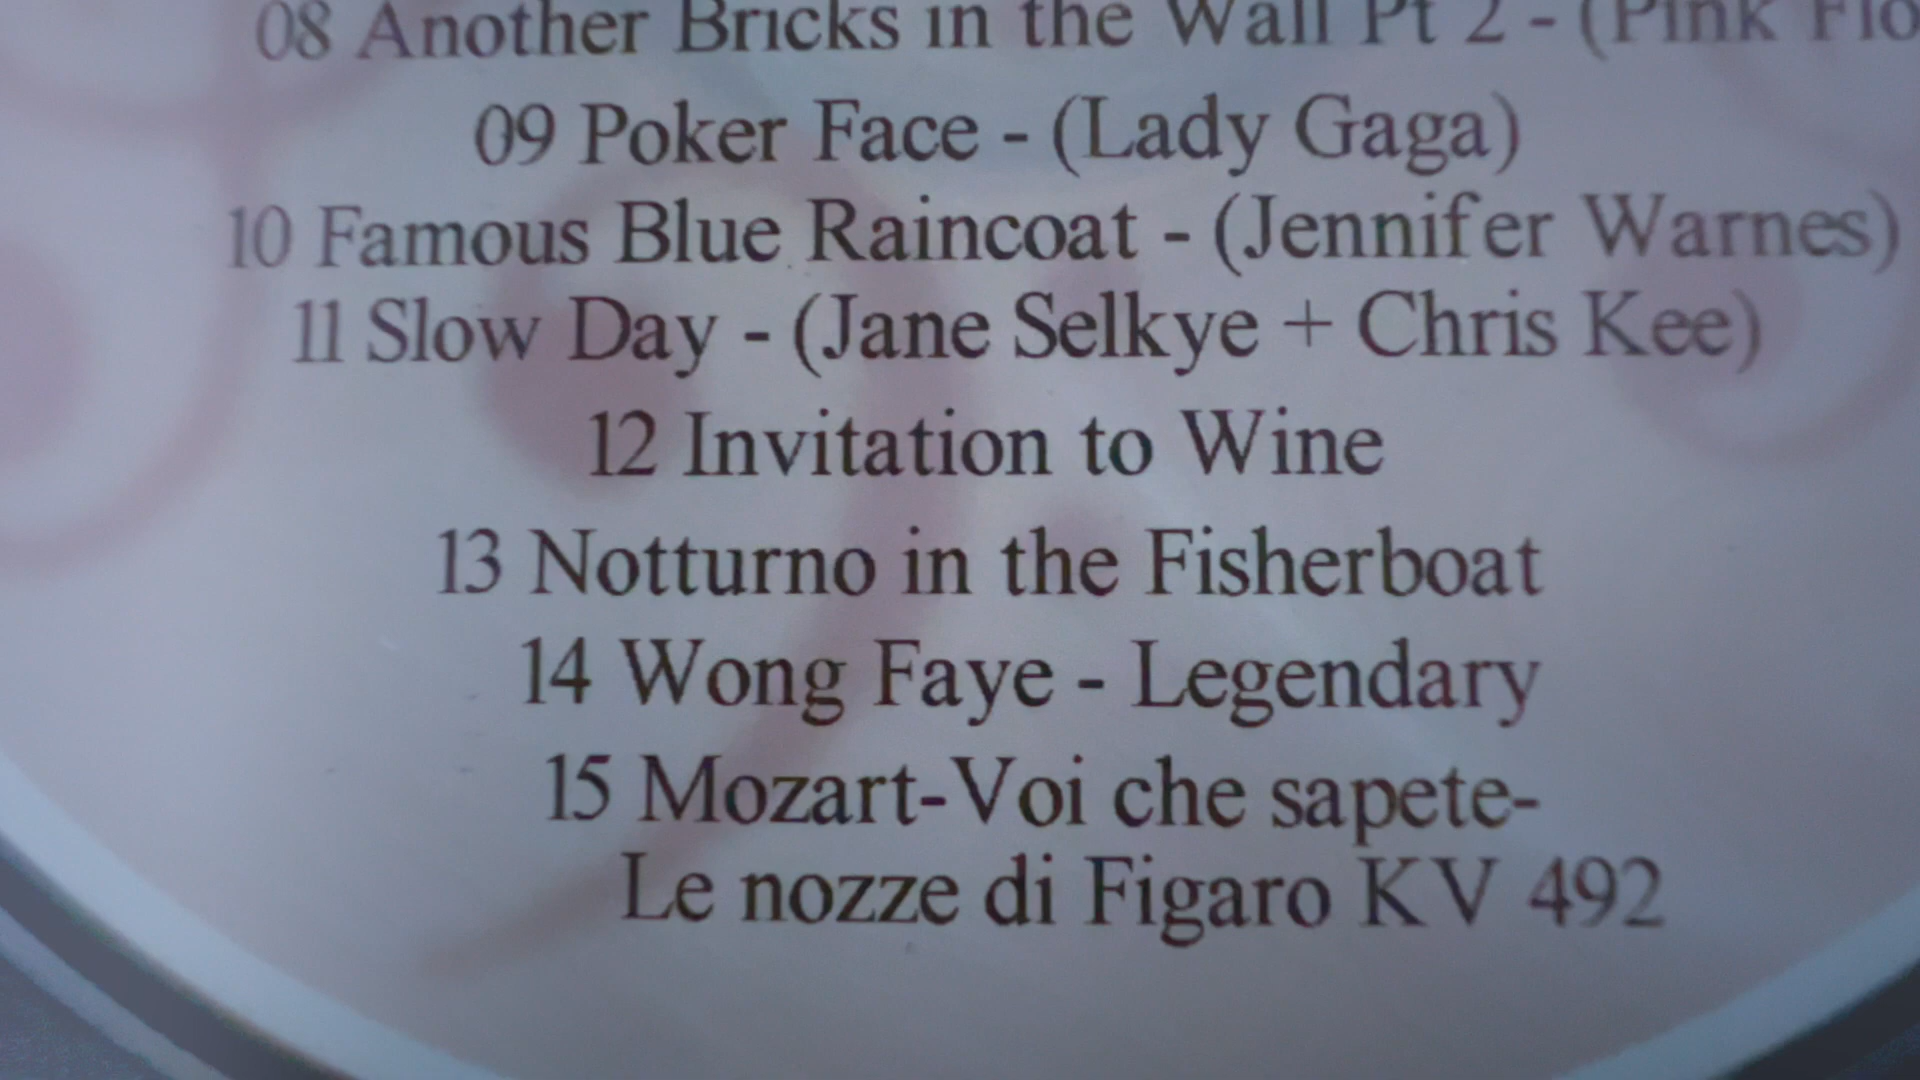 08 Another Bricks in the Wall Pt 2 - (Pink
09 Poker Face - (Lady Gaga)
10 Famous Blue Raincoat - (Jennifer Warnes)
11 Slow Day - (Jane Selkye + Chris Kee)
12 Invitation to Wine
13 Notturno in the Fisherboat
14 Wong Faye - Legendary
15 Mozart-Voi che sapete-
Le nozze di Figaro KV 492